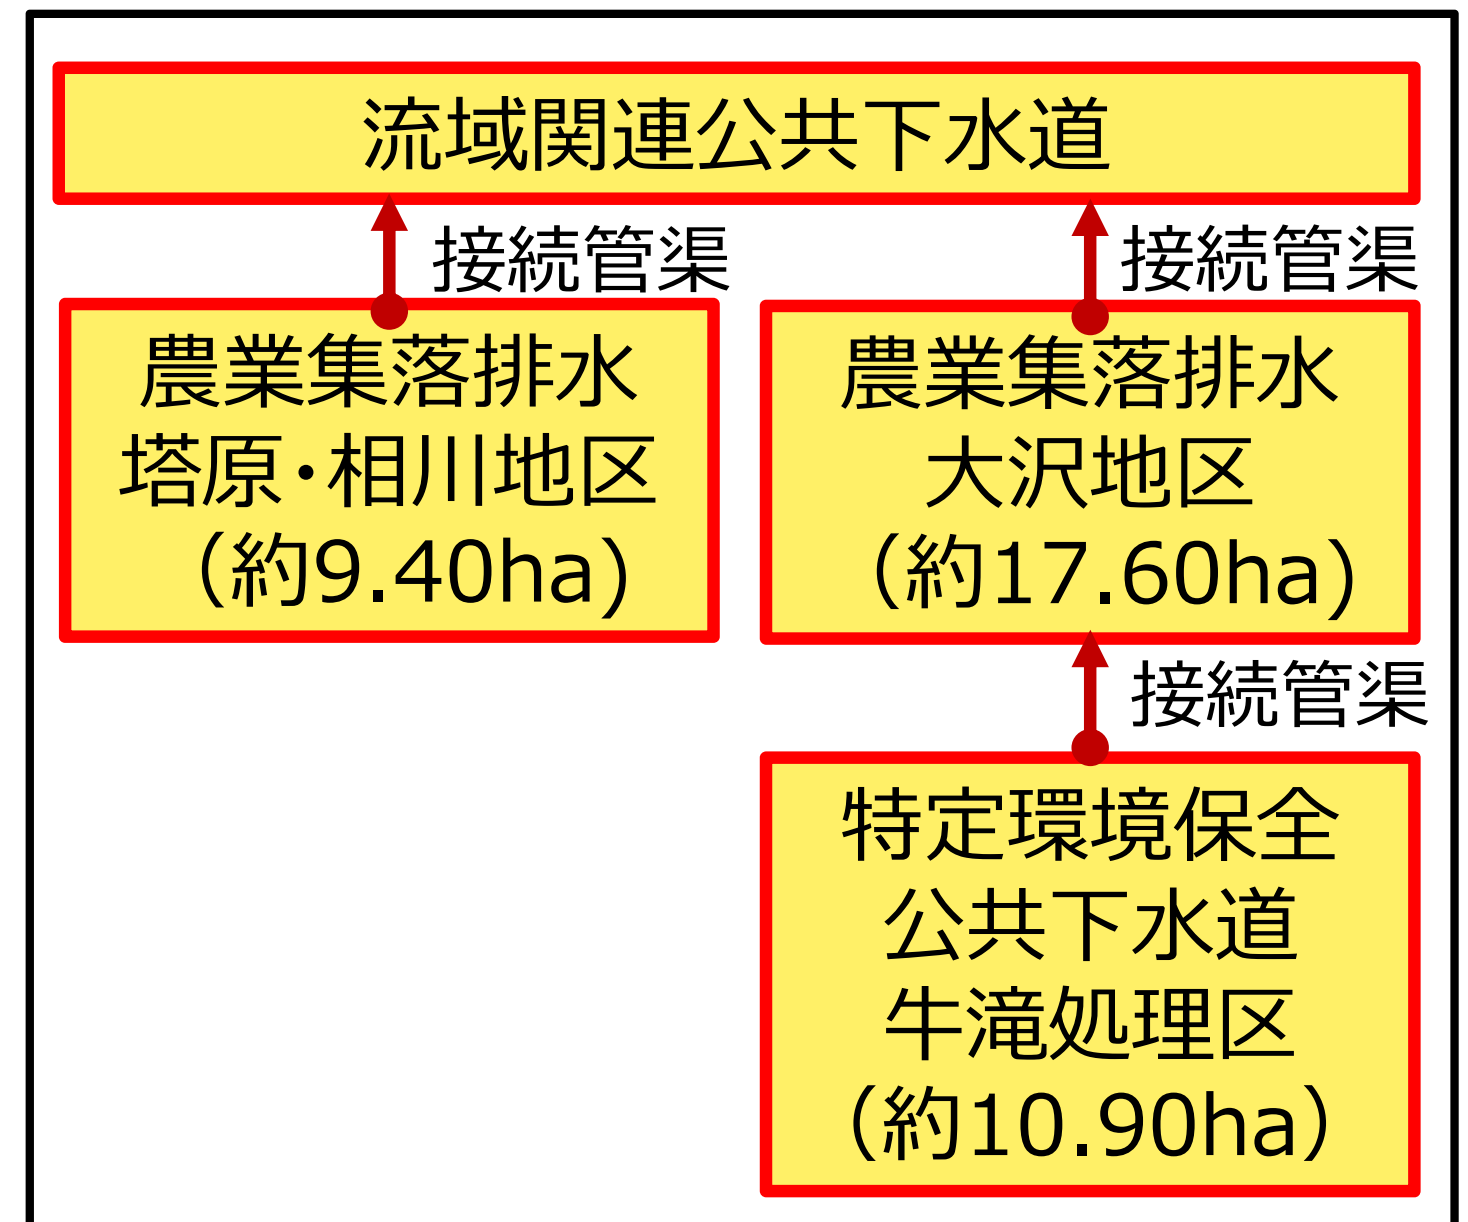 流域関連公共下水道
接続管渠
接続管渠
農業集落排水
塔原・相川地区
（約9.40ha)
農業集落排水
大沢地区
（約17.60ha)
接続管渠
特定環境保全
公共下水道
牛滝処理区
（約10.90ha）